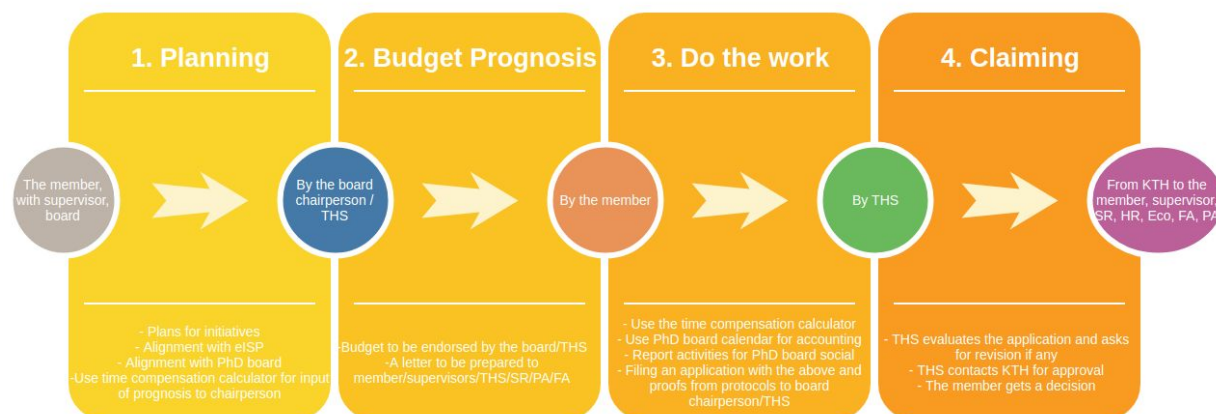 1. Planning
2. Budget Prognosis
3. Do the work
4. Claiming
The member,
with supervisor,
board
By the board
chairperson /
THS
By the member
By THS
From KTH to the
member, supervisor,
SR, HR, Eco, FA, PA
- Plans for initiatives
- Alignment with eISP
- Alignment with PhD board
-Use time compensation calculator for input
of prognosis to chairperson
-Budget to be endorsed by the board/THS
-A letter to be prepared to
member/supervisors/THS/SR/PA/FA
- Use the time compensation calculator
- Use PhD board calendar for accounting
- Report activities for PhD board social
- Filing an application with the above and
proofs from protocols to board
chairperson/THS
- THS evaluates the application and asks
for revision if any
- THS contacts KTH for approval
- The member gets a decision